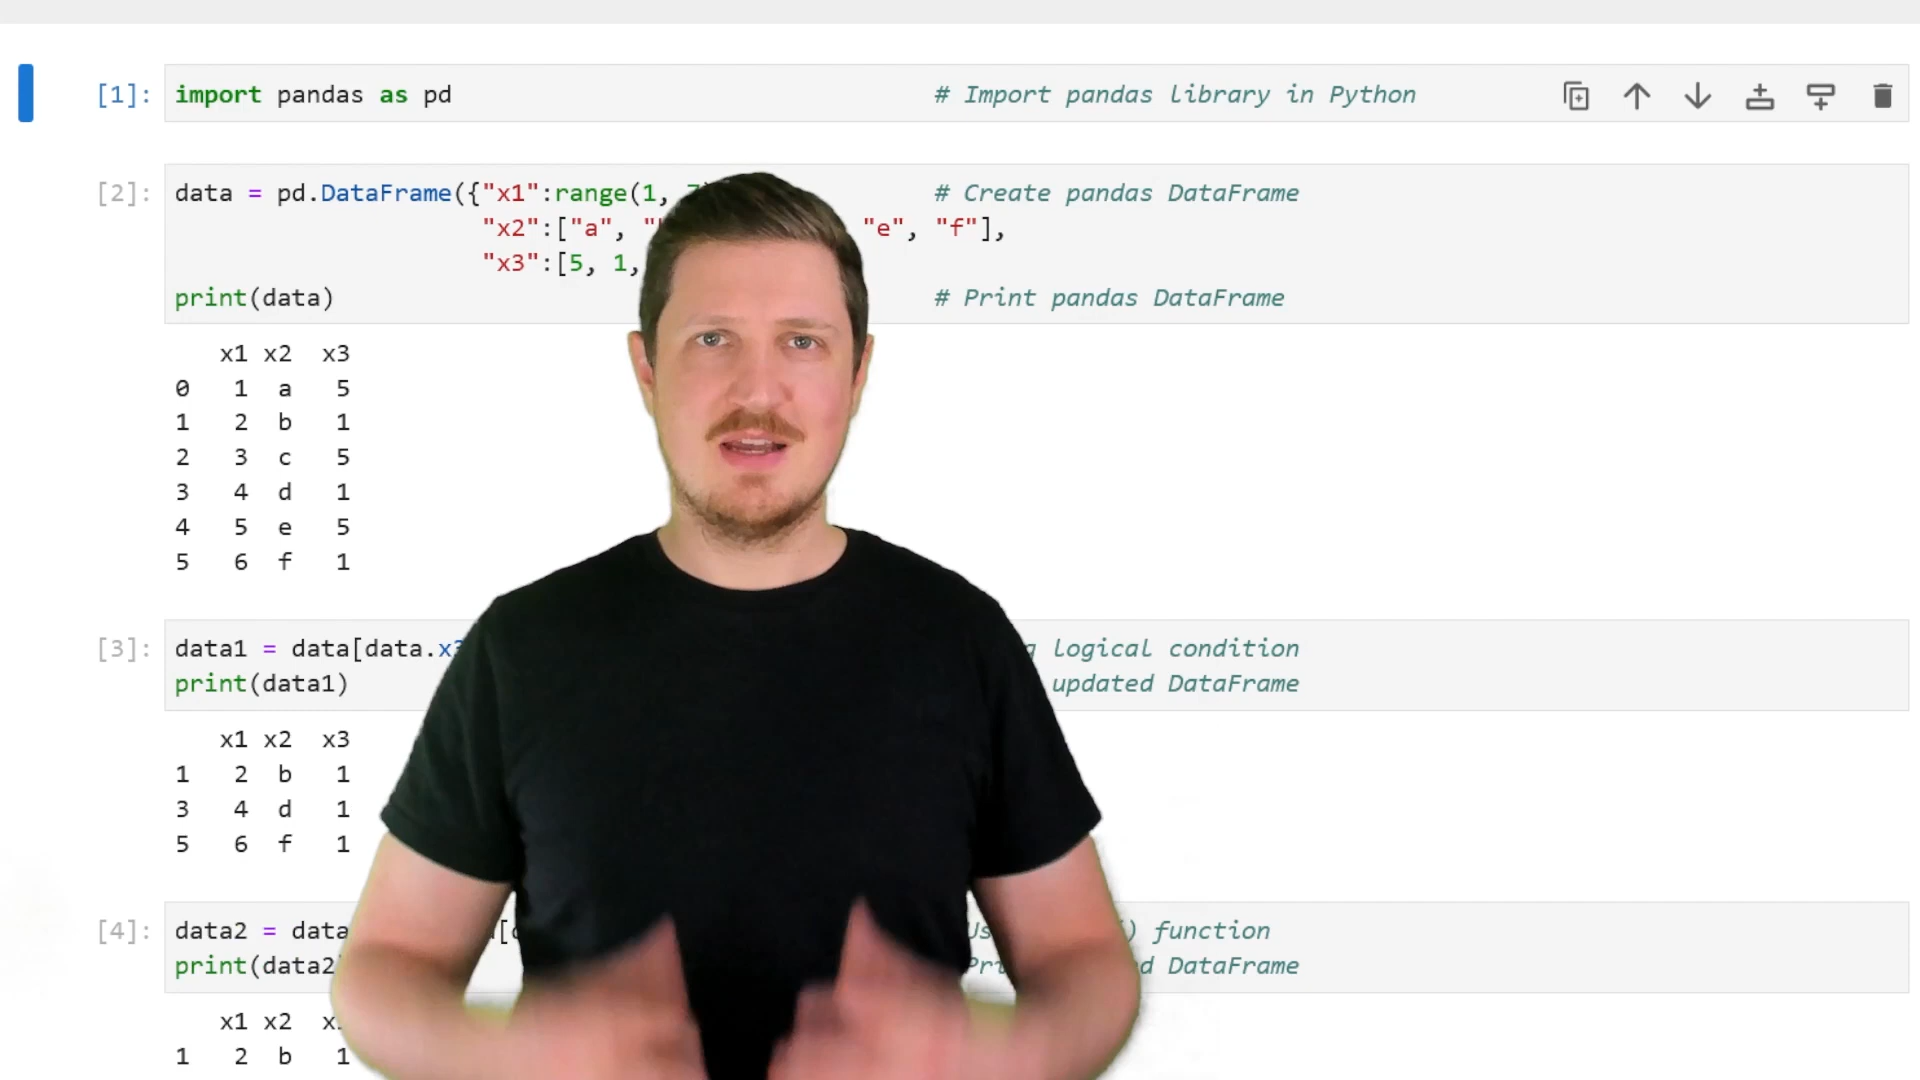 [1]: import pandas as pd # Import pandas library in Python
[2]: data = pd.DataFrame({"x1":range(1, # Create pandas DataFrame
"x2":["a", "e", "f"],
"x3":[5, 1,
print(data) # Print pandas DataFrame
x1 x2 x3
0 1 a 5
1 2 b 1
2 3 c 5
3 4 d 1
4 5 e 5
5 6 f 1
[3]: data1 = data[data.x3 logical condition
print(data1) updated DataFrame
x1 x2 x3
1 2 b 1
3 4 d 1
5 6 f 1
[4]: data2 = data function
print(data2 DataFrame
x1 x2
1 2 b 1